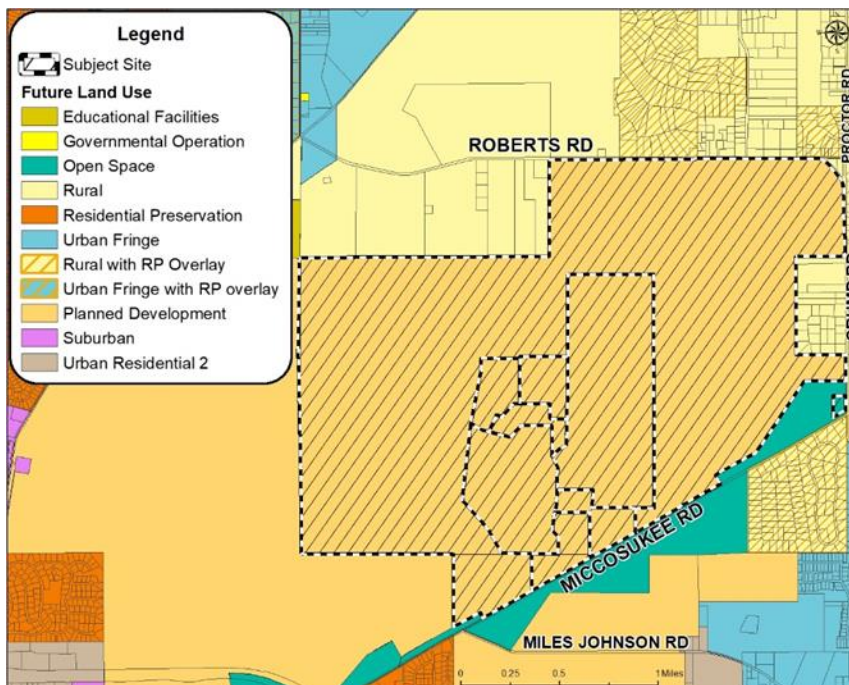 Legend
Subject Site
Future Land Use
Educational Facilities
Governmental Operation
Open Space
Rural
Residential Preservation
Urban Fringe
Rural with RP Overlay
Urban Fringe with RP overlay
Planned Development
Suburban
Urban Residential 2
ROBERTS RD
PROCTOR RD
MICCOSUKEE RD
MILES JOHNSON RD
0 0.25 0.5 1 Miles